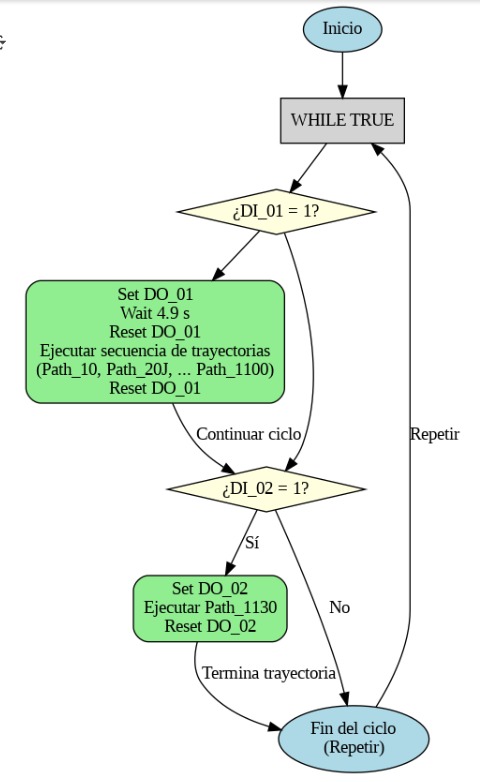 Inicio
WHILE TRUE
¿DI_01 = 1?
Set DO_01
Wait 4.9 s
Reset DO_01
Ejecutar secuencia de trayectorias
(Path_10, Path_20J, ... Path_1100)
Reset DO_01
Continuar ciclo
Repetir
¿DI_02 = 1?
Sí
Set DO_02
Ejecutar Path_1130
Reset DO_02
No
Termina trayectoria
Fin del ciclo
(Repetir)